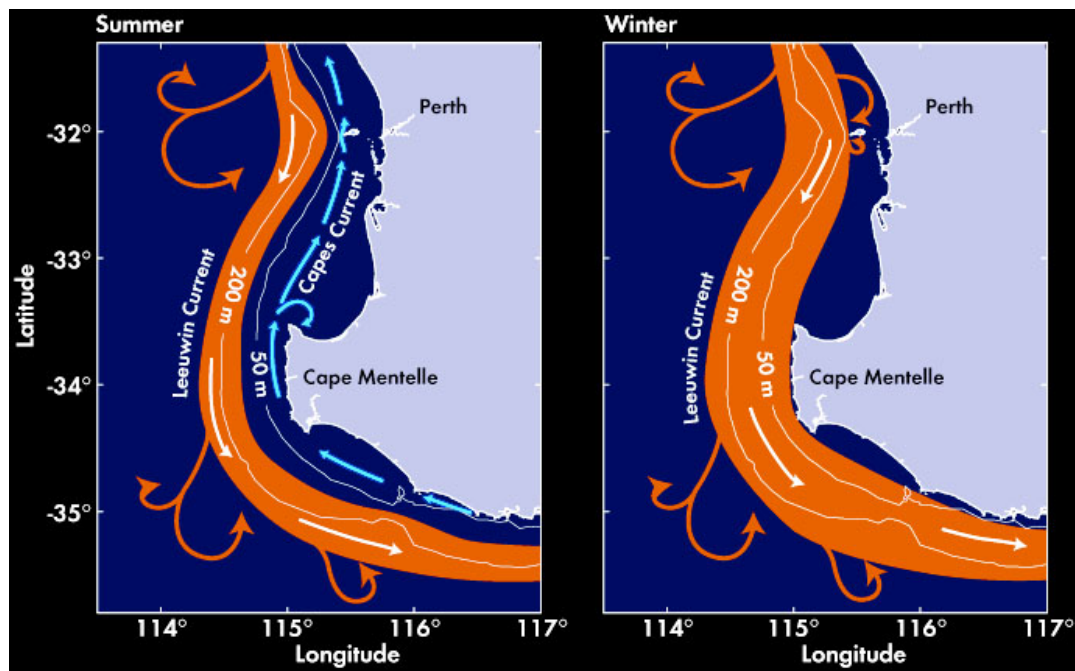 Summer
Winter
Latitude
-32°
-33°
-34°
-35°
Perth
Capes Current
Leeuwin Current
200 m
50 m
Cape Mentelle
114°
115°
116°
117°
Longitude
Perth
Leeuwin Current
200 m
50 m
Cape Mentelle
114°
115°
116°
117°
Longitude